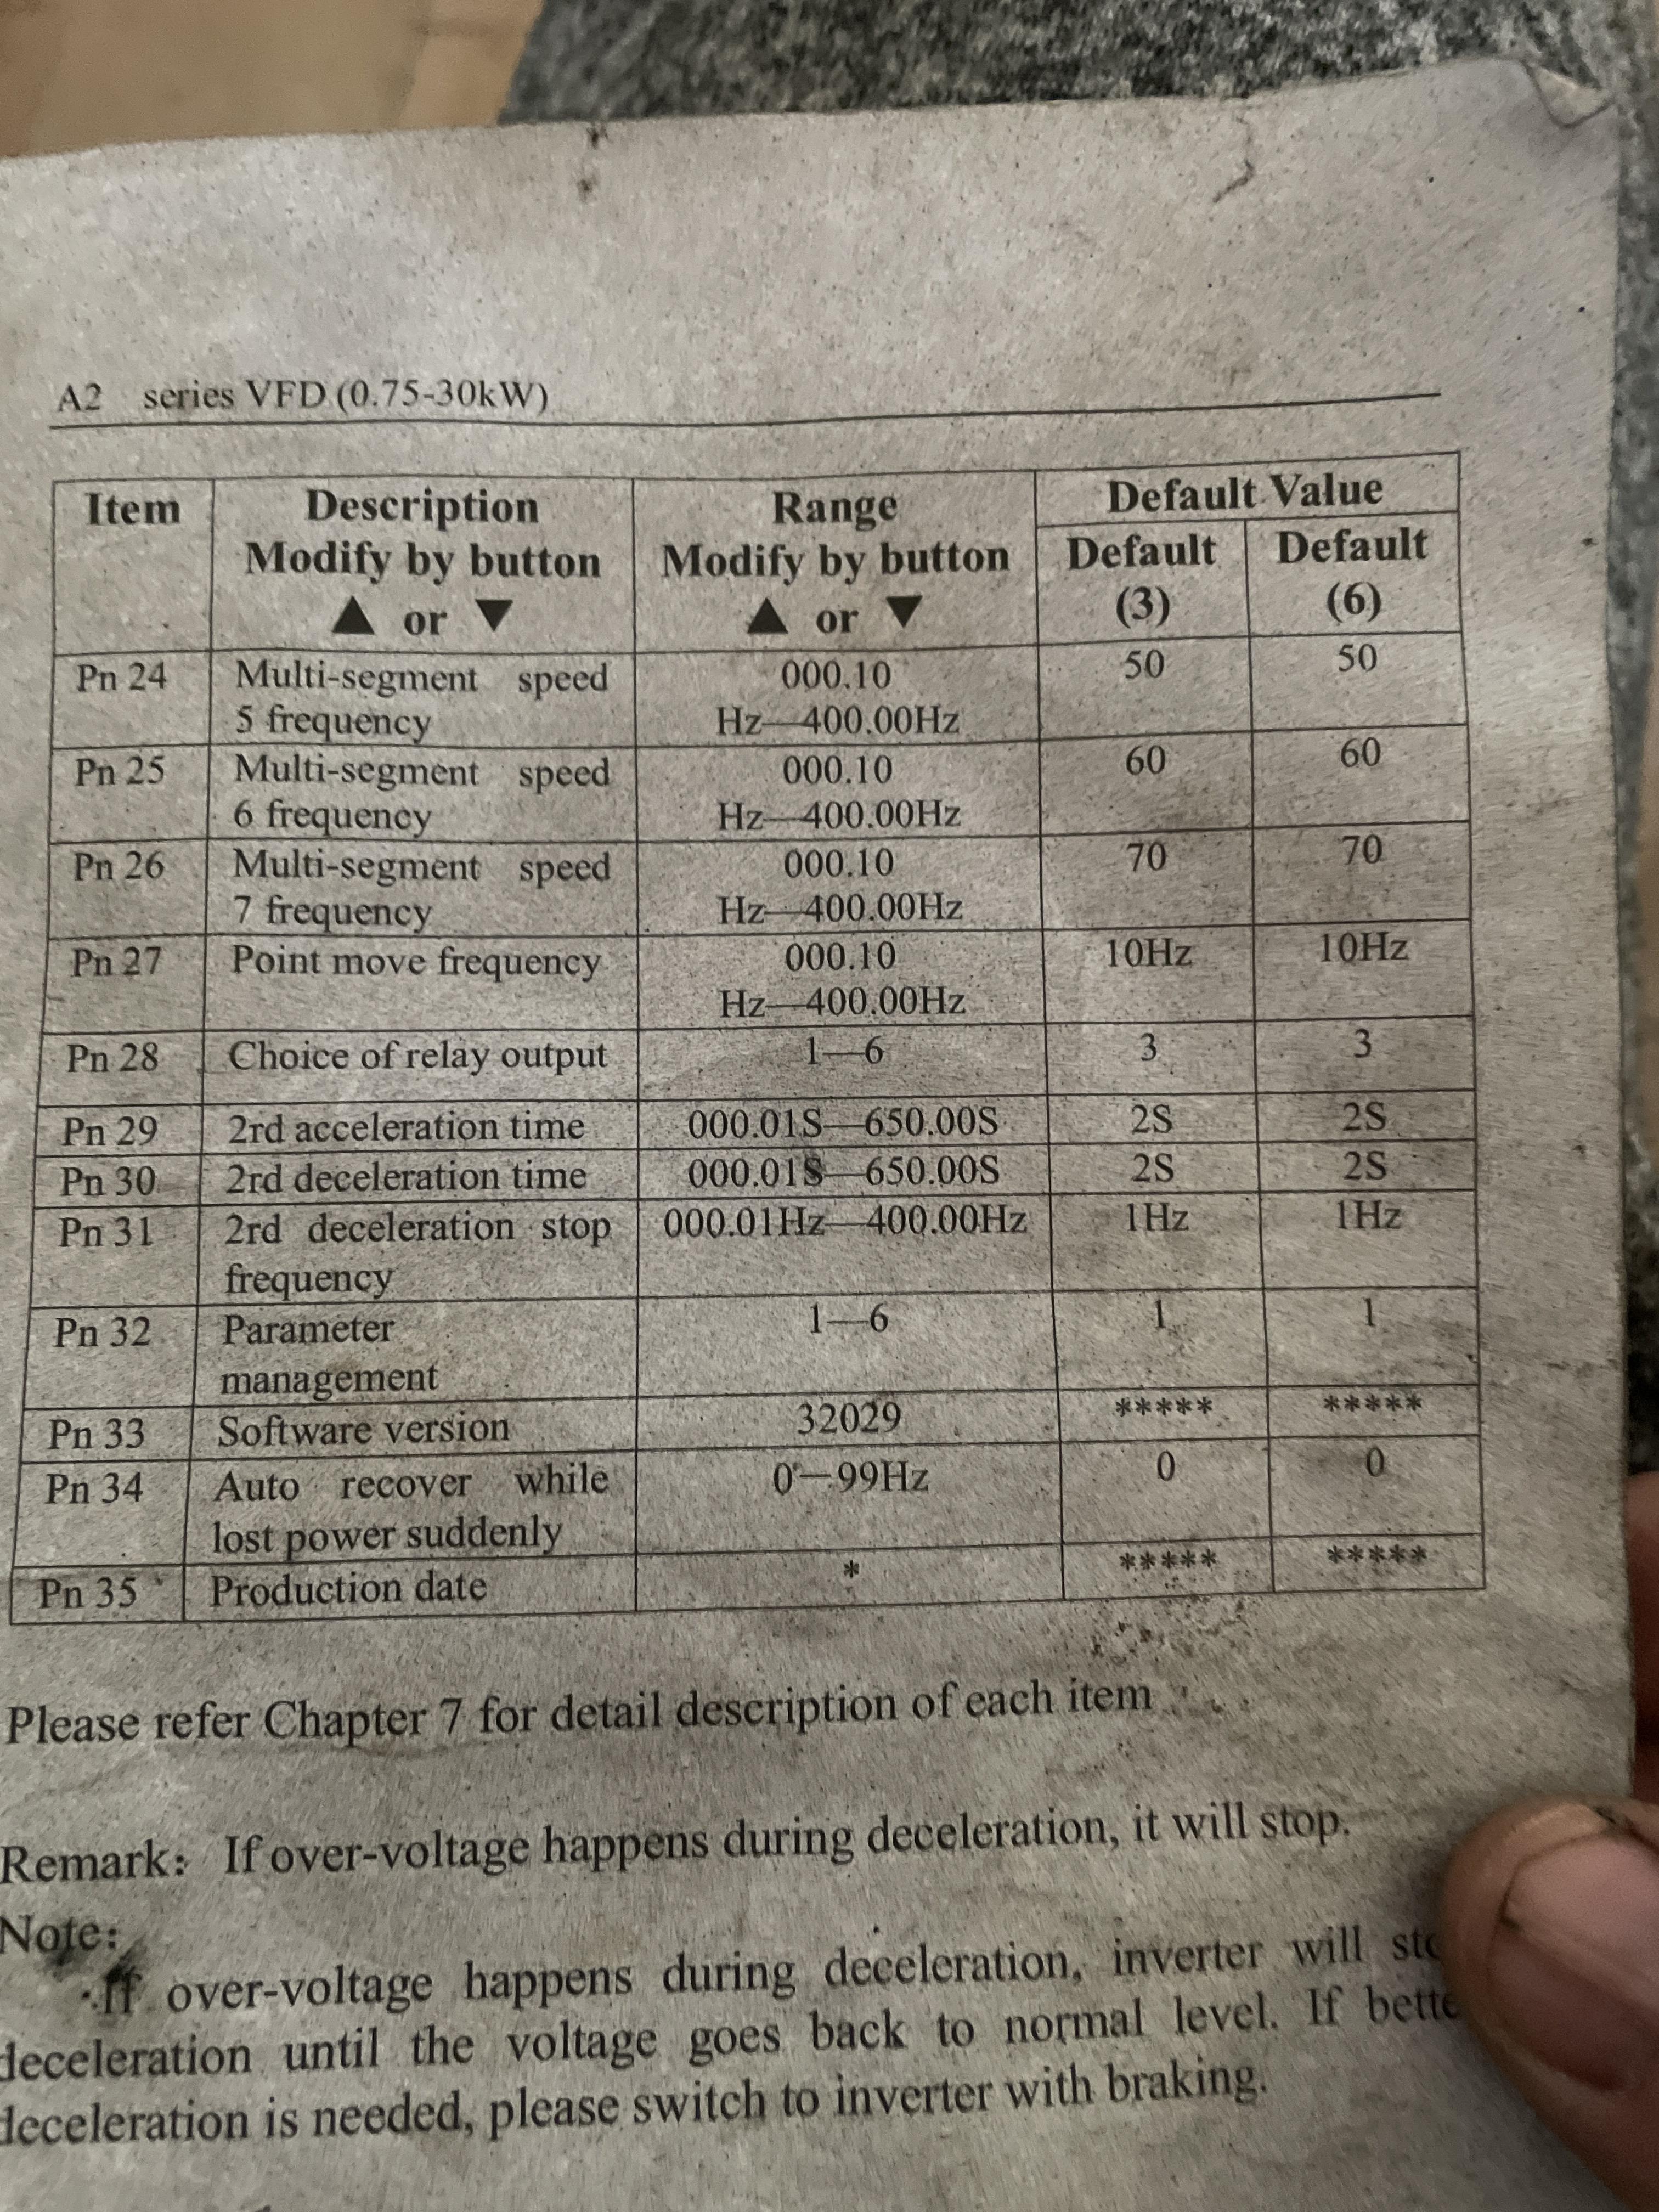 A2 series VFD (0.75-30kW)
Item Description Range Default Value
Modify by button Modify by button Default Default
▲ or ▼ ▲ or ▼ (3) (6)
Pn 24 Multi-segment speed 000.10 50 50
5 frequency Hz—400.00Hz
Pn 25 Multi-segment speed 000.10 60 60
6 frequency Hz—400.00Hz
Pn 26 Multi-segment speed 000.10 70 70
7 frequency Hz—400.00Hz
Pn 27 Point move frequency 000.10 10Hz 10Hz
Hz—400.00Hz
Pn 28 Choice of relay output 1—6 3 3
Pn 29 2rd acceleration time 000.01S—650.00S 2S 2S
Pn 30 2rd deceleration time 000.01S—650.00S 2S 2S
Pn 31 2rd deceleration stop 000.01Hz—400.00Hz 1Hz 1Hz
frequency
Pn 32 Parameter 1—6 1 1
management
Pn 33 Software version 32029 ***** *****
Pn 34 Auto recover while 0—99Hz 0 0
lost power suddenly
Pn 35 Production date * ***** *****
Please refer Chapter 7 for detail description of each item
Remark: If over-voltage happens during deceleration, it will stop.
Note:
If over-voltage happens during deceleration, inverter will
deceleration until the voltage goes back to normal level. If
deceleration is needed, please switch to inverter with braking.